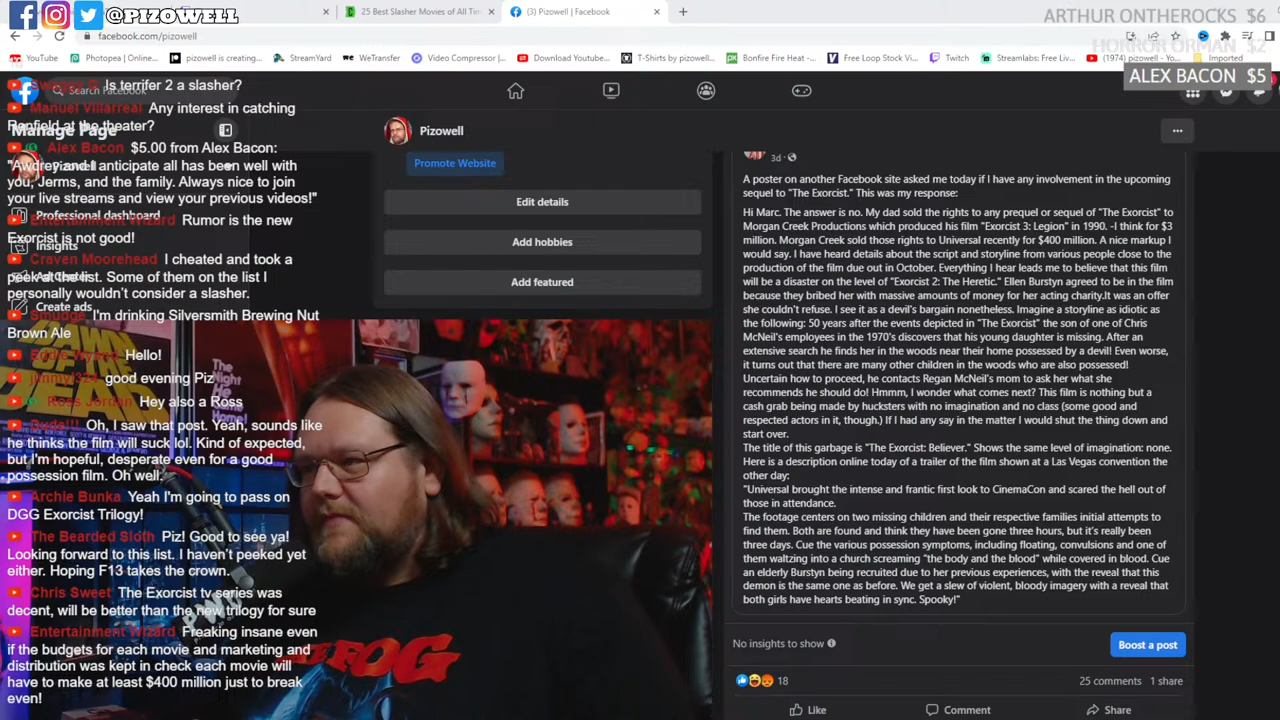 @PIZOWELL
25 Best Slasher Movies of All Tim
(3) Pizowell | Facebook
facebook.com/pizowell
YouTube
Photopea | Online...
pizowell is creating...
StreamYard
WeTransfer
Video Compressor |...
Download Youtube...
T-Shirts by pizowell...
Bonfire Fire Heat -...
Free Loop Stock Vi...
Twitch
Streamlabs: Free Liv...
(1974) pizowell - You...
Imported
ARTHUR ONTHEROCKS $6
HORROR ORMAN $2
ALEX BACON $5
Search Facebook
Manage Page
Professional dashboard
Insights
Create ads
Is terrifer 2 a slasher?
Manuel Villarreal Any interest in catching
Renfield at the theater?
Alex Bacon $5.00 from Alex Bacon:
"Awdrey and I anticipate all has been well with
you, Jerms, and the family. Always nice to join
your live streams and view your previous videos!"
Entertainment Wizard Rumor is the new
Exorcist is not good!
Craven Moorehead I cheated and took a
peek at the list. Some of them on the list I
personally wouldn't consider a slasher.
Smudge I'm drinking Silversmith Brewing Nut
Brown Ale
Eddie Wyand Hello!
jimmyl324 good evening Piz
Ross Jordan Hey also a Ross
Duda!!! Oh, I saw that post. Yeah, sounds like
he thinks the film will suck lol. Kind of expected,
but I'm hopeful, desperate even for a good
possession film. Oh well.
Archie Bunka Yeah I'm going to pass on
DGG Exorcist Trilogy!
The Bearded Sloth Piz! Good to see ya!
Looking forward to this list. I haven't peeked yet
either. Hoping F13 takes the crown.
Chris Sweet The Exorcist tv series was
decent, will be better than the new trilogy for sure
Entertainment Wizard Freaking insane even
if the budgets for each movie and marketing and
distribution was kept in check each movie will
have to make at least $400 million just to break
even!
Pizowell
Promote Website
Edit details
Add hobbies
Add featured
The
Night
FOG
3d
A poster on another Facebook site asked me today if I have any involvement in the upcoming
sequel to "The Exorcist." This was my response:
Hi Marc. The answer is no. My dad sold the rights to any prequel or sequel of "The Exorcist" to
Morgan Creek Productions which produced his film "Exorcist 3: Legion" in 1990. -I think for $3
million. Morgan Creek sold those rights to Universal recently for $400 million. A nice markup I
would say. I have heard details about the script and storyline from various people close to the
production of the film due out in October. Everything I hear leads me to believe that this film
will be a disaster on the level of "Exorcist 2: The Heretic." Ellen Burstyn agreed to be in the film
because they bribed her with massive amounts of money for her acting charity.It was an offer
she couldn't refuse. I see it as a devil's bargain nonetheless. Imagine a storyline as idiotic as
the following: 50 years after the events depicted in "The Exorcist" the son of one of Chris
McNeil's employees in the 1970's discovers that his young daughter is missing. After an
extensive search he finds her in the woods near their home possessed by a devil! Even worse,
it turns out that there are many other children in the woods who are also possessed!
Uncertain how to proceed, he contacts Regan McNeil's mom to ask her what she
recommends he should do! Hmmm, I wonder what comes next? This film is nothing but a
cash grab being made by hucksters with no imagination and no class (some good and
respected actors in it, though.) If I had any say in the matter I would shut the thing down and
start over.
The title of this garbage is "The Exorcist: Believer." Shows the same level of imagination: none.
Here is a description online today of a trailer of the film shown at a Las Vegas convention the
other day:
"Universal brought the intense and frantic first look to CinemaCon and scared the hell out of
those in attendance.
The footage centers on two missing children and their respective families initial attempts to
find them. Both are found and think they have been gone three hours, but it's really been
three days. Cue the various possession symptoms, including floating, convulsions and one of
them waltzing into a church screaming "the body and the blood" while covered in blood. Cue
an elderly Burstyn being recruited due to her previous experiences, with the reveal that this
demon is the same one as before. We get a slew of violent, bloody imagery with a reveal that
both girls have hearts beating in sync. Spooky!"
No insights to show
Boost a post
18
25 comments
1 share
Like
Comment
Share